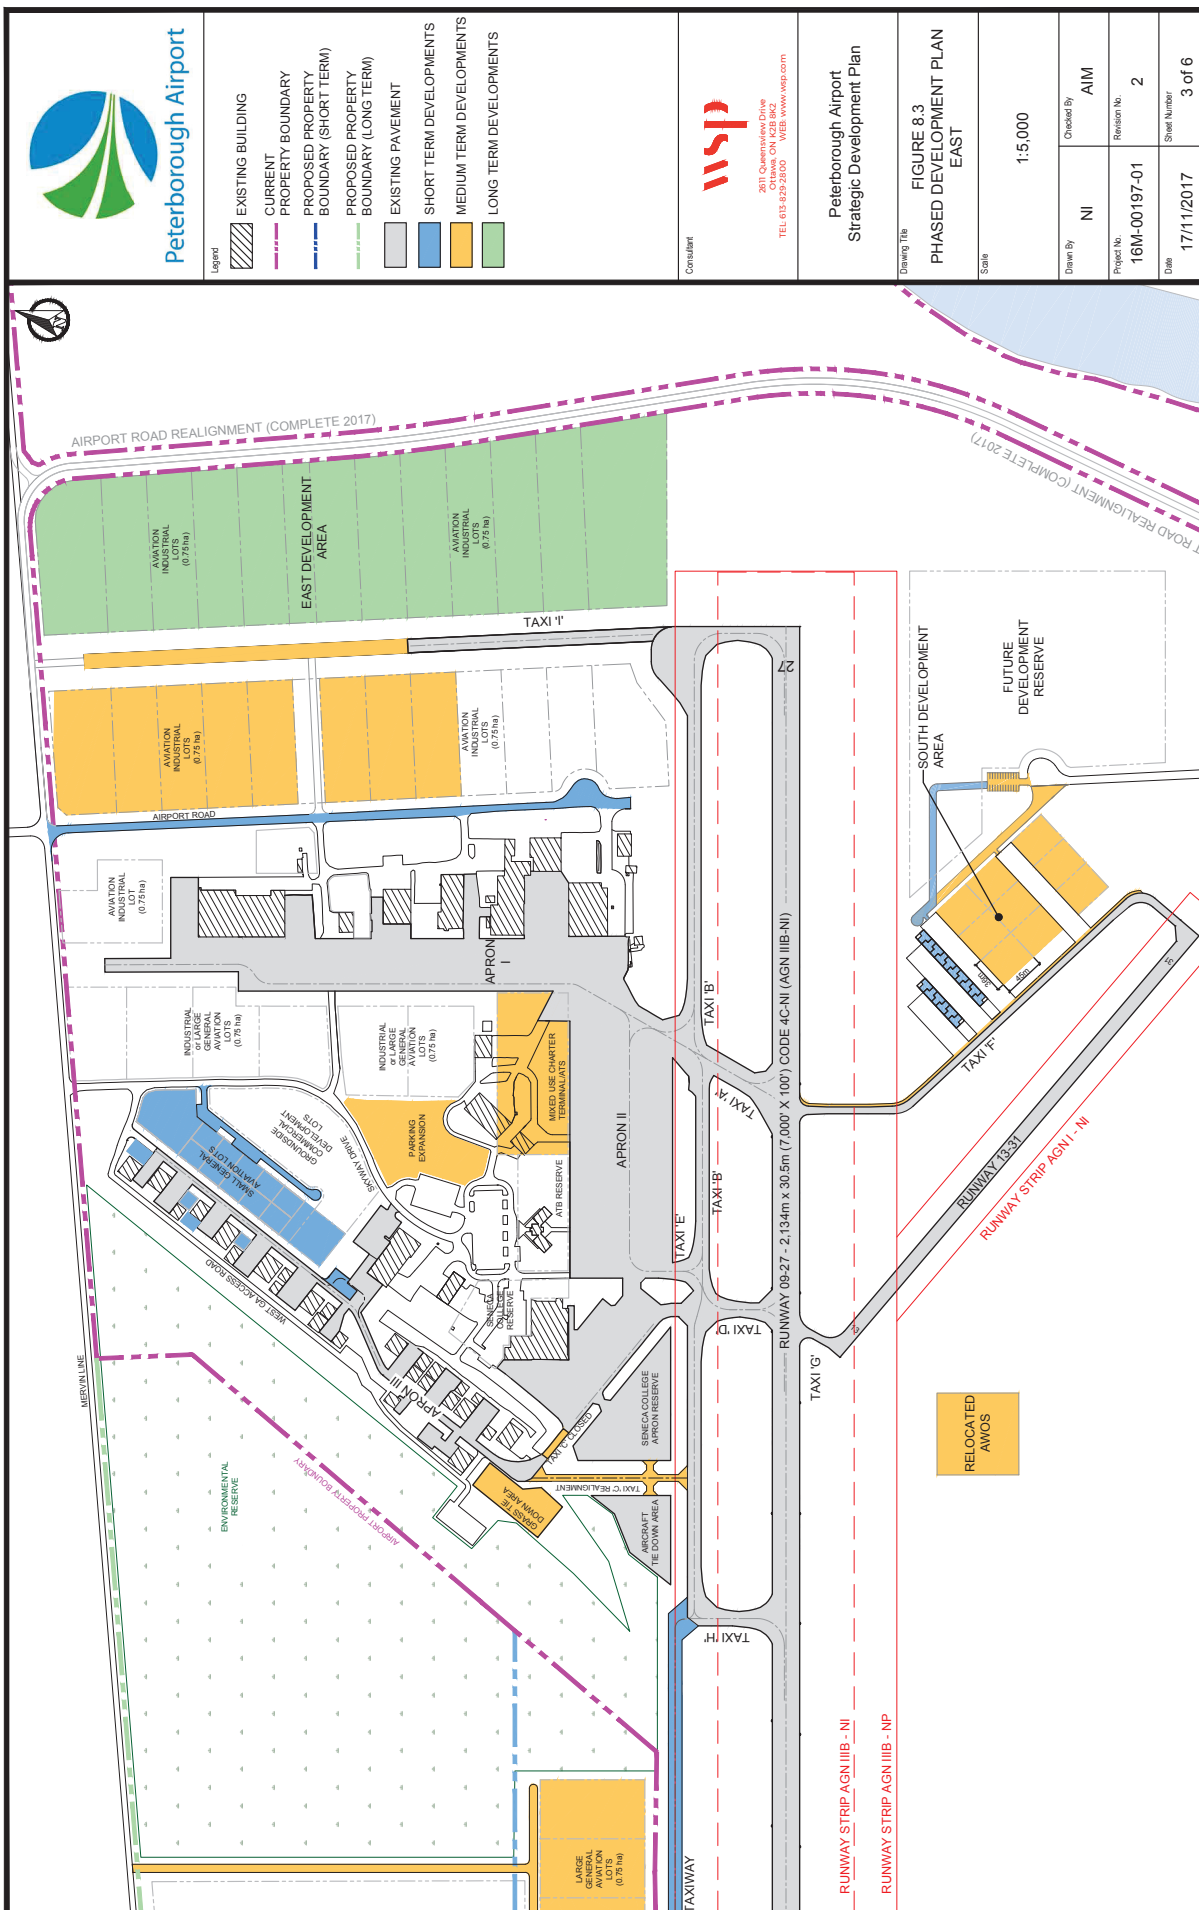 Peterborough Airport
Legend
EXISTING BUILDING
CURRENT
PROPERTY BOUNDARY
PROPOSED PROPERTY
BOUNDARY (SHORT TERM)
PROPOSED PROPERTY
BOUNDARY (LONG TERM)
EXISTING PAVEMENT
SHORT TERM DEVELOPMENTS
MEDIUM TERM DEVELOPMENTS
LONG TERM DEVELOPMENTS
Consultant
wsp
2611 Queensview Drive
Ottawa, ON K2B 8K2
TEL: 613-829-2800 WEB: www.wsp.com
Peterborough Airport
Strategic Development Plan
Drawing Title
FIGURE 8.3
PHASED DEVELOPMENT PLAN
EAST
Scale
1:5,000
Drawn By
NI
Checked By
AIM
Project No.
16M-00197-01
Revision No.
2
Date
17/11/2017
Sheet Number
3 of 6
N
AIRPORT ROAD REALIGNMENT (COMPLETE 2017)
T ROAD REALIGNMENT (COMPLETE 2017)
AVIATION
INDUSTRIAL
LOTS
(0.75 ha)
EAST DEVELOPMENT
AREA
AVIATION
INDUSTRIAL
LOTS
(0.75 ha)
TAXI 'I'
AVIATION
INDUSTRIAL
LOTS
(0.75 ha)
AVIATION
INDUSTRIAL
LOTS
(0.75 ha)
AIRPORT ROAD
AVIATION
INDUSTRIAL
LOT
(0.75 ha)
APRON
I
INDUSTRIAL
or LARGE
GENERAL
AVIATION
LOTS
(0.75 ha)
INDUSTRIAL
or LARGE
GENERAL
AVIATION
LOTS
(0.75 ha)
MIXED USE CHARTER
TERMINAL/ATS
PARKING
EXPANSION
GROUNDSIDE
COMMERCIAL
DEVELOPMENT
LOTS
SKYWAY DRIVE
SMALL GENERAL
AVIATION LOTS
WEST GA ACCESS ROAD
ATB RESERVE
SENECA
COLLEGE
RESERVE
APRON II
APRON III
MERVIN LINE
ENVIRONMENTAL
RESERVE
AIRPORT PROPERTY BOUNDARY
GRASS TIE
DOWN AREA
TAXI 'C' CLOSED
TAXI 'C' REALIGNMENT
SENECA COLLEGE
APRON RESERVE
AIRCRAFT
TIE DOWN AREA
TAXI 'E'
TAXI 'B'
TAXI 'B'
TAXI 'A'
TAXI 'D'
TAXI 'H'
TAXI 'G'
TAXI 'F'
TAXIWAY
27
RUNWAY 09-27 - 2,134m x 30.5m (7,000' X 100') CODE 4C-NI (AGN IIIB-NI)
RUNWAY STRIP AGN IIIB - NI
RUNWAY STRIP AGN IIIB - NP
RUNWAY 13-31
RUNWAY STRIP AGN I - NI
31
13
SOUTH DEVELOPMENT
AREA
FUTURE
DEVELOPMENT
RESERVE
36m
45m
RELOCATED
AWOS
LARGE
GENERAL
AVIATION
LOTS
(0.75 ha)